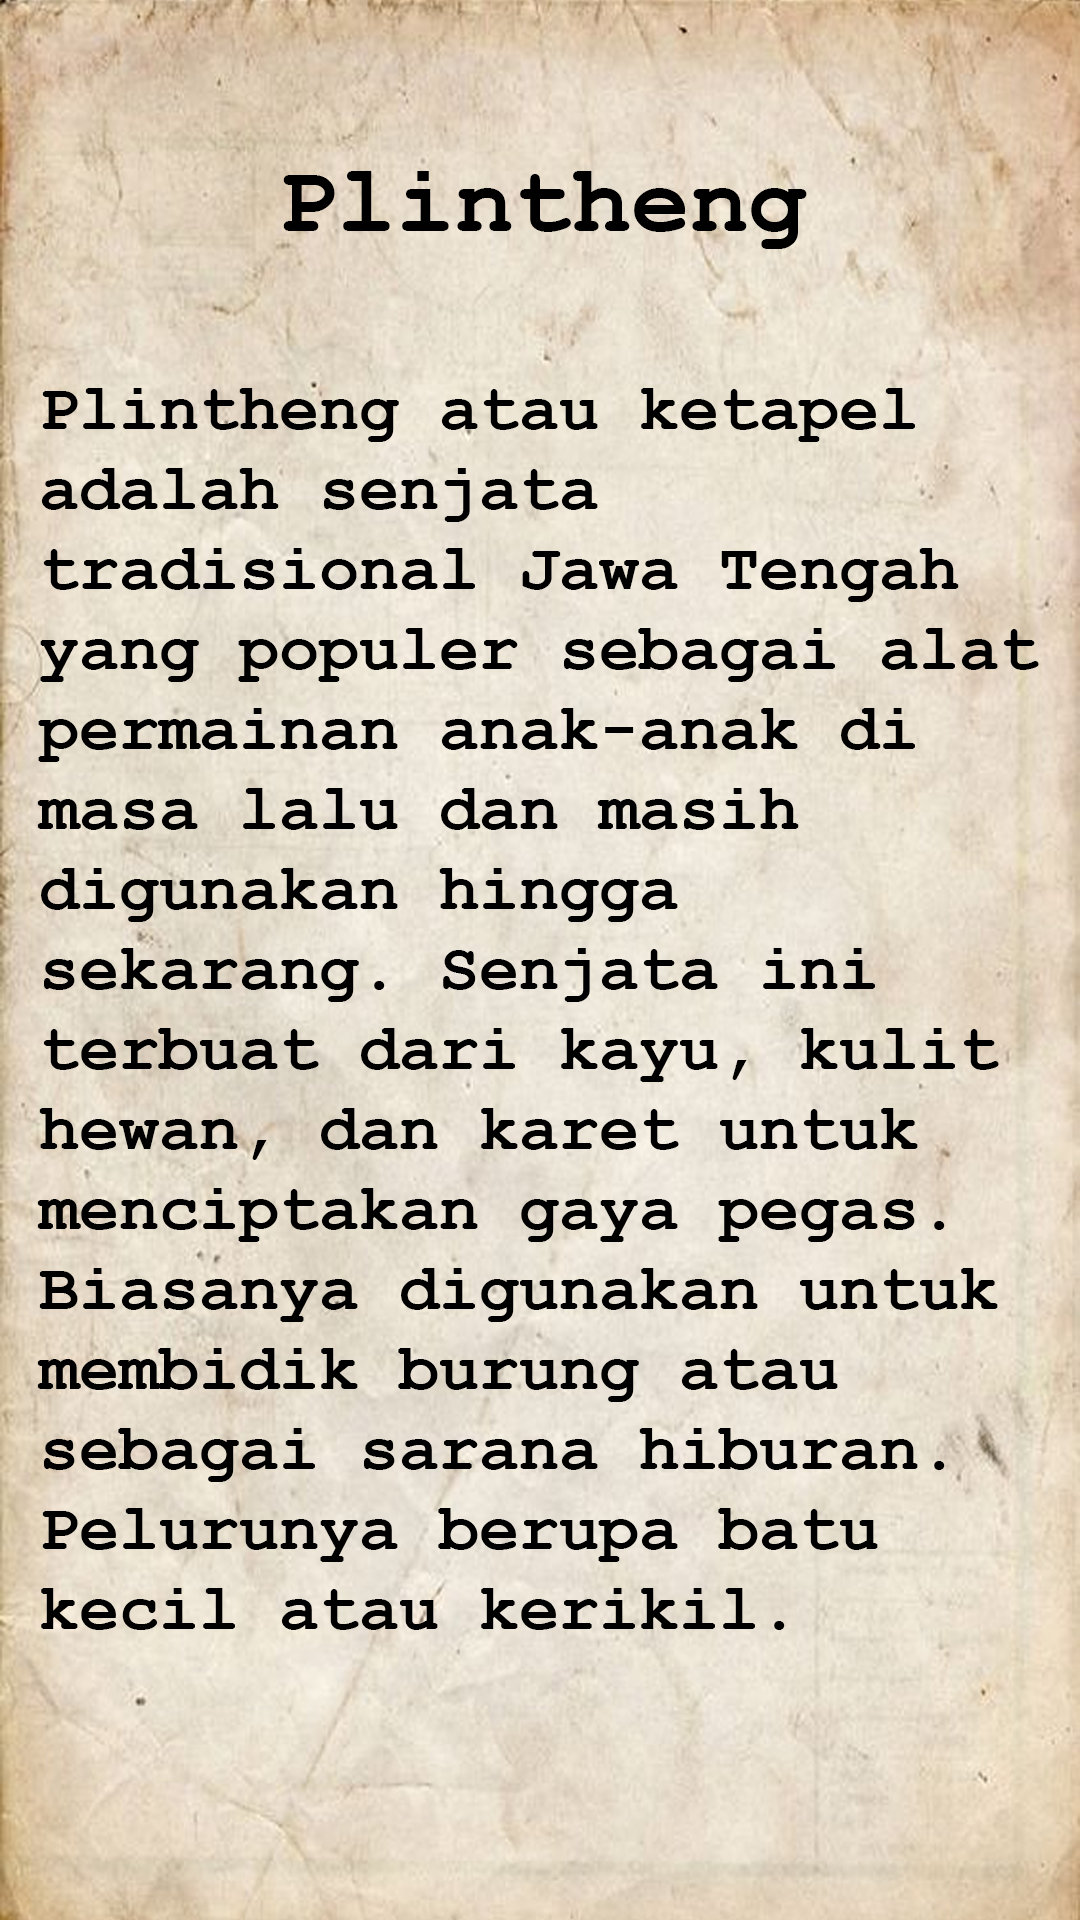 Plintheng
Plintheng atau ketapel
adalah senjata
tradisional Jawa Tengah
yang populer sebagai alat
permainan anak-anak di
masa lalu dan masih
digunakan hingga
sekarang. Senjata ini
terbuat dari kayu, kulit
hewan, dan karet untuk
menciptakan gaya pegas.
Biasanya digunakan untuk
membidik burung atau
sebagai sarana hiburan.
Pelurunya berupa batu
kecil atau kerikil.